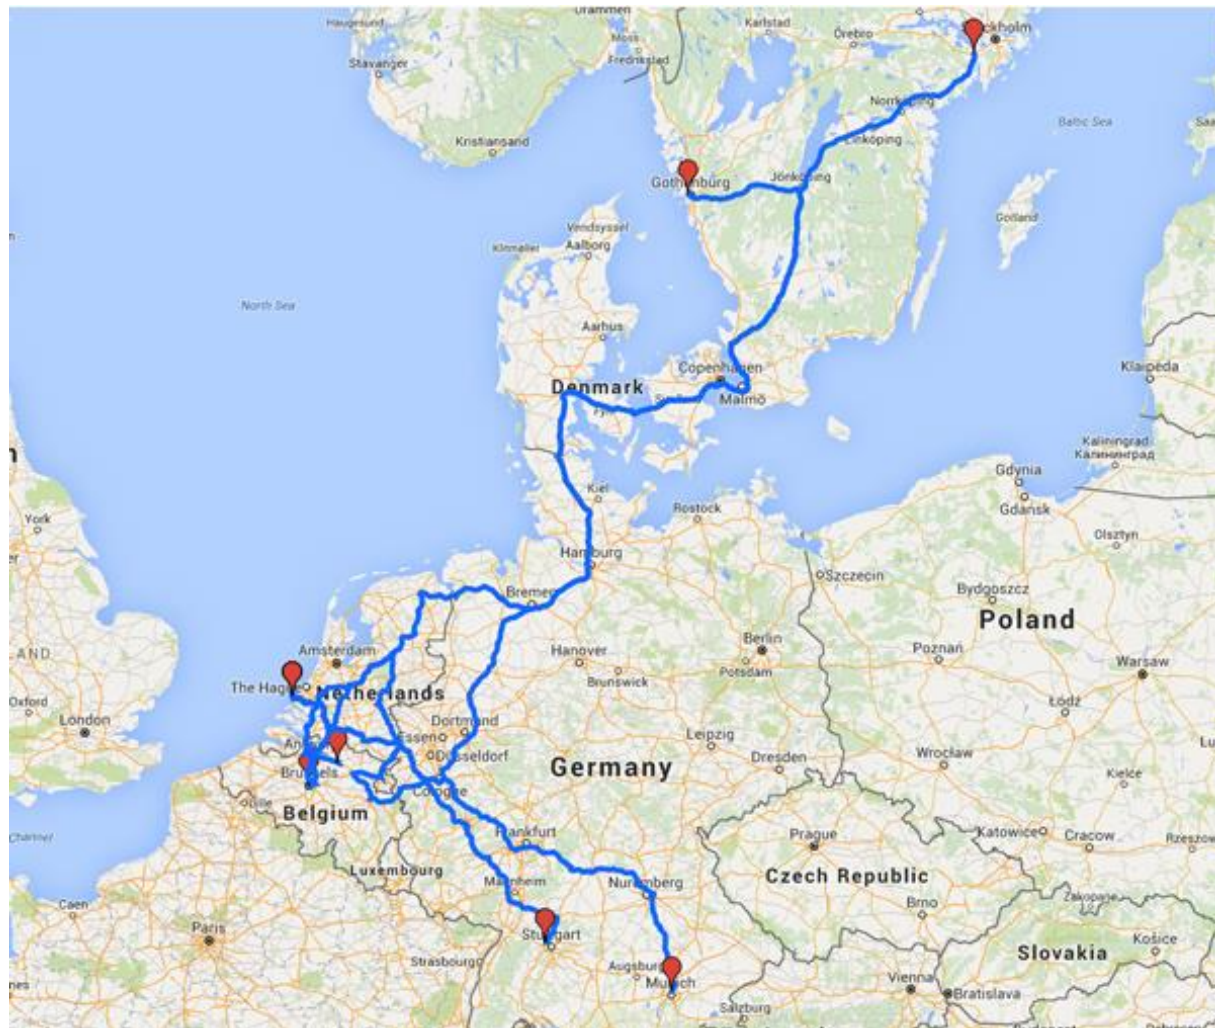 Drammen
Karlstad
Haugesund
Örebro
Moss
Fredrikstad
Stavanger
Norrköping
Baltic Sea
Kristiansand
Linköping
Jönköping
Gothenburg
Gotland
Vendsyssel
Aalborg
North Sea
Aarhus
Copenhagen
Klaipėda
Denmark
Malmö
Kaliningrad
Калининград
Gdynia
York
Kiel
Rostock
Gdańsk
Olsztyn
Hamburg
Szczecin
Bremen
Bydgoszcz
Poland
Berlin
Amsterdam
Hanover
Poznań
Warsaw
Potsdam
Brunswick
The Hague
Netherlands
Oxford
Łódź
London
Dortmund
Essen
Leipzig
Düsseldorf
Wrocław
Dresden
Germany
Brussels
Kielce
Lille
Cologne
Belgium
Frankfurt
Prague
Katowice
Cracow
Channel
Luxembourg
Mannheim
Nuremberg
Czech Republic
Zakopane
Caen
Brno
Paris
Stuttgart
Košice
Slovakia
Strasbourg
Augsburg
Munich
Vienna
Bratislava
Salzburg